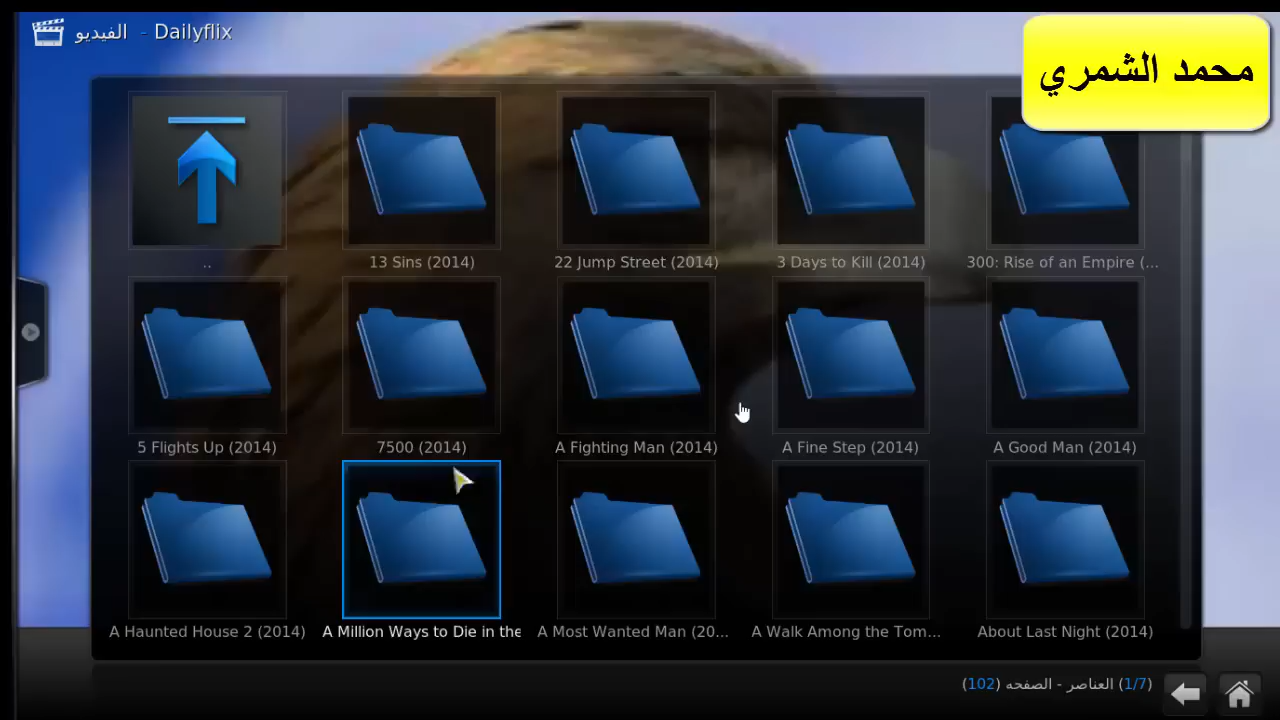 الفيديو - Dailyflix
محمد الشمري
..
13 Sins (2014)
22 Jump Street (2014)
3 Days to Kill (2014)
300: Rise of an Empire (...
5 Flights Up (2014)
7500 (2014)
A Fighting Man (2014)
A Fine Step (2014)
A Good Man (2014)
A Haunted House 2 (2014)
A Million Ways to Die in the
A Most Wanted Man (20...
A Walk Among the Tom...
About Last Night (2014)
(102) العناصر - الصفحه (1/7)